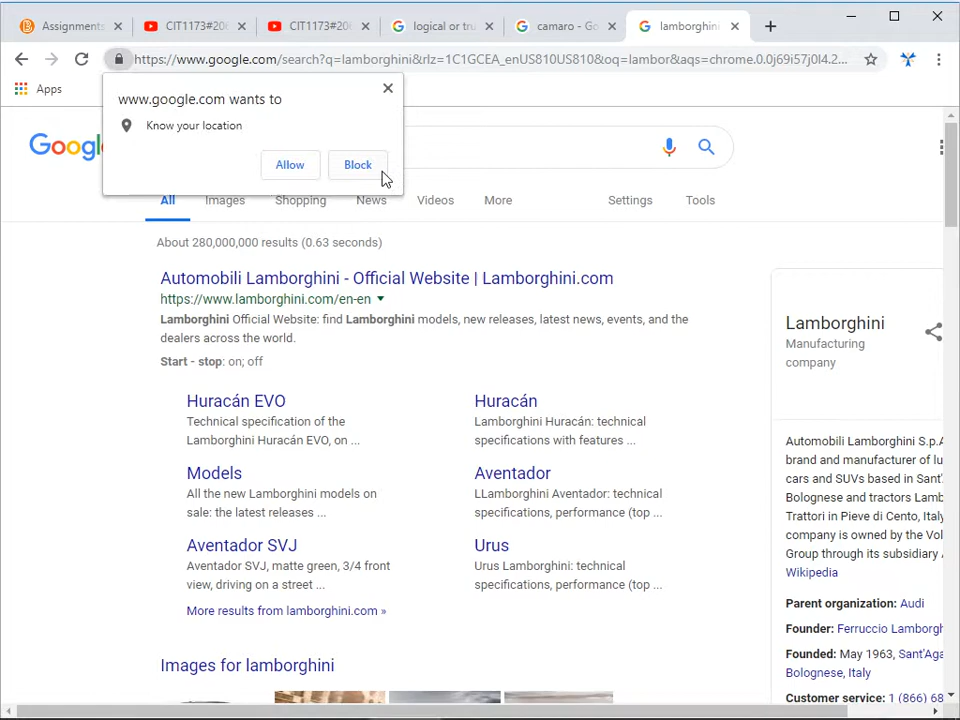 Assignments
CIT1173#206
CIT1173#206
logical or tru
camaro - Go
lamborghini
https://www.google.com/search?q=lamborghini&rlz=1C1GCEA_enUS810US810&oq=lambor&aqs=chrome.0.0j69i57j0l4.2...
Apps
www.google.com wants to
Know your location
Allow
Block
Googl
All
Images
Shopping
News
Videos
More
Settings
Tools
About 280,000,000 results (0.63 seconds)
Automobili Lamborghini - Official Website | Lamborghini.com
https://www.lamborghini.com/en-en
Lamborghini Official Website: find Lamborghini models, new releases, latest news, events, and the
dealers across the world.
Start - stop: on; off
Huracán EVO
Technical specification of the
Lamborghini Huracán EVO, on ...
Huracán
Lamborghini Huracán: technical
specifications with features ...
Models
All the new Lamborghini models on
sale: the latest releases ...
Aventador
LLamborghini Aventador: technical
specifications, performance (top ...
Aventador SVJ
Aventador SVJ, matte green, 3/4 front
view, driving on a street ...
Urus
Urus Lamborghini: technical
specifications, performance (top ...
More results from lamborghini.com »
Images for lamborghini
Lamborghini
Manufacturing
company
Automobili Lamborghini S.p.A
brand and manufacturer of lu
cars and SUVs based in Sant'
Bolognese and tractors Lamb
Trattori in Pieve di Cento, Italy
company is owned by the Vol
Group through its subsidiary A
Wikipedia
Parent organization: Audi
Founder: Ferruccio Lamborgh
Founded: May 1963, Sant'Aga
Bolognese, Italy
Customer service: 1 (866) 68